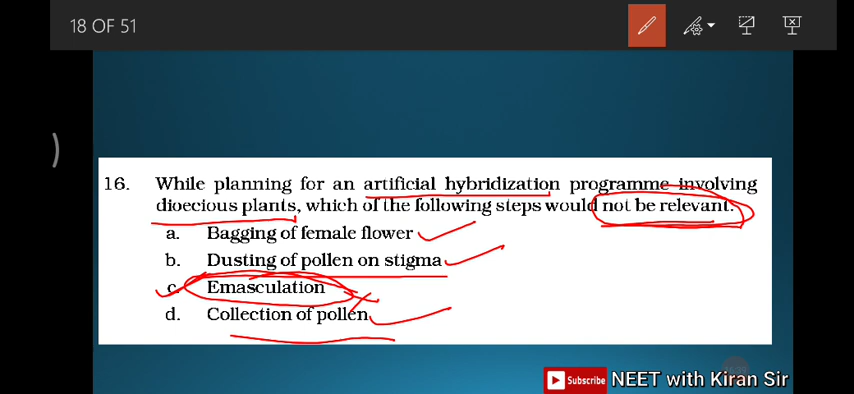 18 OF 51
16. While planning for an artificial hybridization programme involving
dioecious plants, which of the following steps would not be relevant:
a. Bagging of female flower
b. Dusting of pollen on stigma
c. Emasculation
d. Collection of pollen
Subscribe NEET with Kiran Sir